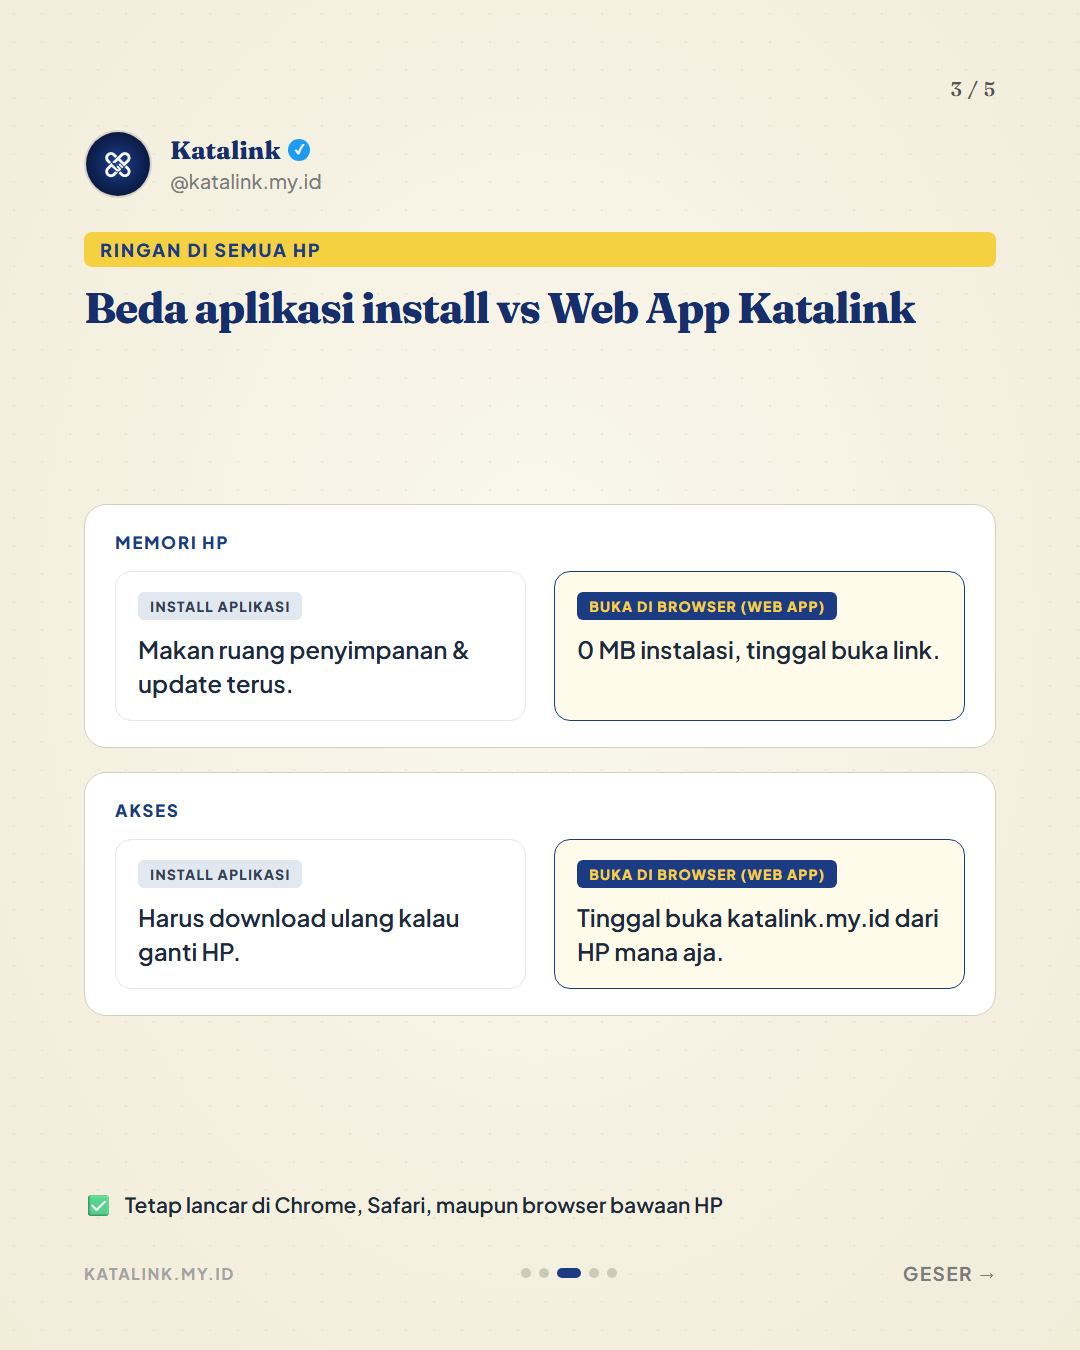 3 / 5
Katalink
@katalink.my.id
RINGAN DI SEMUA HP
Beda aplikasi install vs Web App Katalink
MEMORI HP
INSTALL APLIKASI
Makan ruang penyimpanan &
update terus.
BUKA DI BROWSER (WEB APP)
0 MB instalasi, tinggal buka link.
AKSES
INSTALL APLIKASI
Harus download ulang kalau
ganti HP.
BUKA DI BROWSER (WEB APP)
Tinggal buka katalink.my.id dari
HP mana aja.
✅ Tetap lancar di Chrome, Safari, maupun browser bawaan HP
KATALINK.MY.ID
GESER →